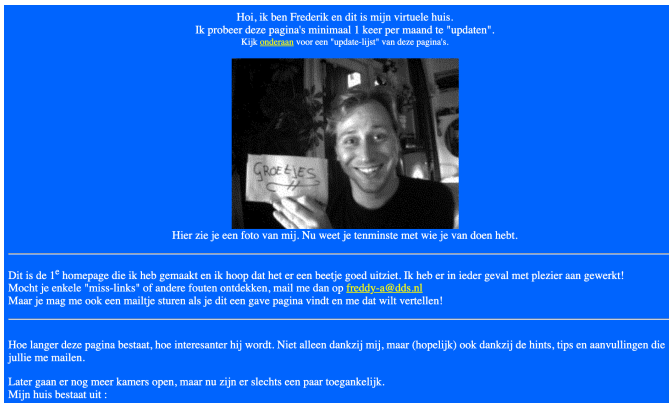 Hoi, ik ben Frederik en dit is mijn virtuele huis.
Ik probeer deze pagina's minimaal 1 keer per maand te "updaten".
Kijk onderaan voor een "update-lijst" van deze pagina's.
GROETJES
Hier zie je een foto van mij. Nu weet je tenminste met wie je van doen hebt.
Dit is de 1e homepage die ik heb gemaakt en ik hoop dat het er een beetje goed uitziet. Ik heb er in ieder geval met plezier aan gewerkt!
Mocht je enkele "miss-links" of andere fouten ontdekken, mail me dan op freddy-a@dds.nl
Maar je mag me ook een mailtje sturen als je dit een gave pagina vindt en me dat wilt vertellen!
Hoe langer deze pagina bestaat, hoe interesanter hij wordt. Niet alleen dankzij mij, maar (hopelijk) ook dankzij de hints, tips en aanvullingen die
jullie me mailen.
Later gaan er nog meer kamers open, maar nu zijn er slechts een paar toegankelijk.
Mijn huis bestaat uit :